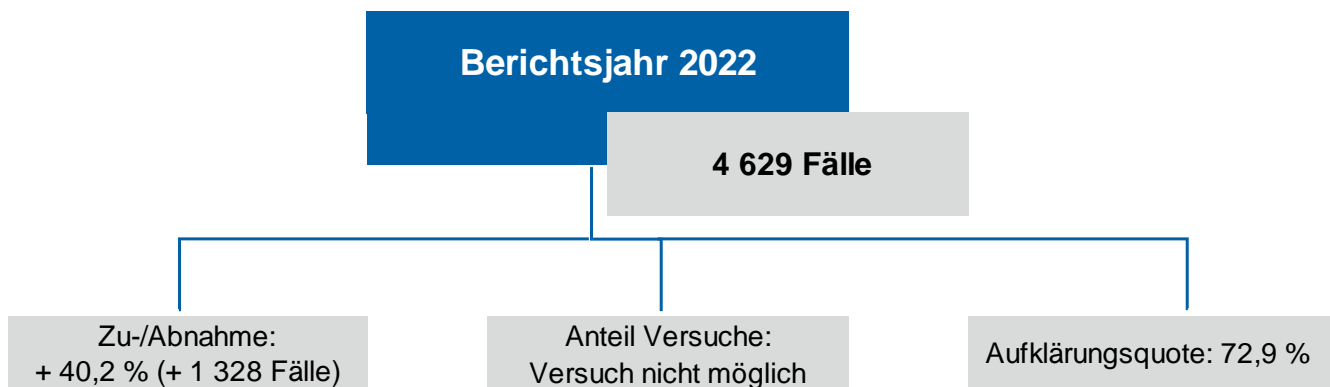 Berichtsjahr 2022
4 629 Fälle
Zu-/Abnahme:
+ 40,2 % (+ 1 328 Fälle)
Anteil Versuche:
Versuch nicht möglich
Aufklärungsquote: 72,9 %